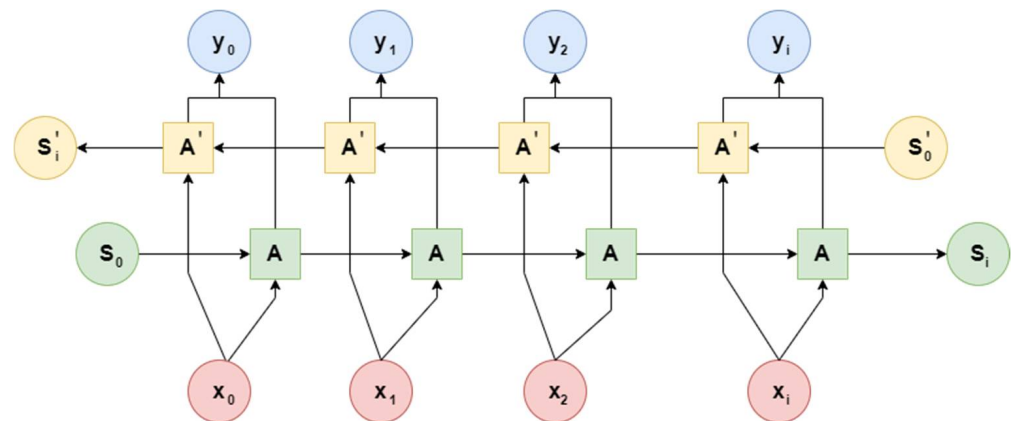 y₀ y₁ y₂ yᵢ
S'ᵢ A' A' A' A' S'₀
S₀ A A A A Sᵢ
x₀ x₁ x₂ xᵢ